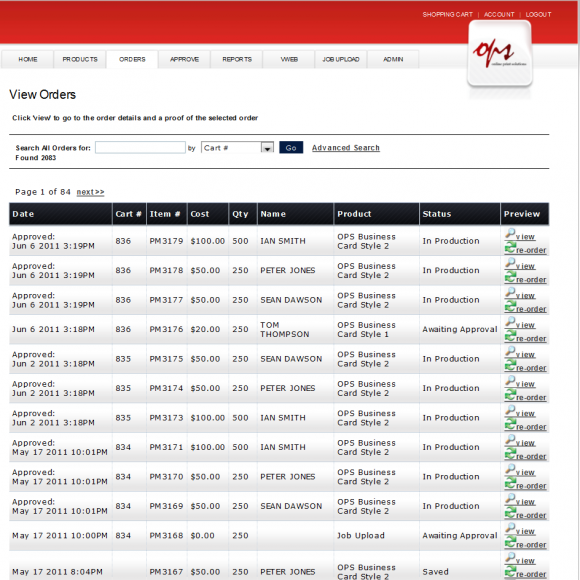 SHOPPING CART | ACCOUNT | LOGOUT
ops
online print solutions
HOME PRODUCTS ORDERS APPROVE REPORTS VWEB JOB UPLOAD ADMIN
View Orders
Click 'view' to go to the order details and a proof of the selected order
Search All Orders for: by Cart # Go Advanced Search
Found 2083
Page 1 of 84 next>>
Date Cart # Item # Cost Qty Name Product Status Preview
Approved:
Jun 6 2011 3:19PM 836 PM3179 $100.00 500 IAN SMITH OPS Business
Card Style 2 In Production view
re-order
Approved:
Jun 6 2011 3:19PM 836 PM3178 $50.00 250 PETER JONES OPS Business
Card Style 2 In Production view
re-order
Approved:
Jun 6 2011 3:19PM 836 PM3177 $50.00 250 SEAN DAWSON OPS Business
Card Style 2 In Production view
re-order
Jun 6 2011 3:18PM 836 PM3176 $20.00 250 TOM
THOMPSON OPS Business
Card Style 1 Awaiting Approval view
re-order
Approved:
Jun 2 2011 3:18PM 835 PM3175 $50.00 250 SEAN DAWSON OPS Business
Card Style 2 In Production view
re-order
Approved:
Jun 2 2011 3:18PM 835 PM3174 $50.00 250 PETER JONES OPS Business
Card Style 2 In Production view
re-order
Approved:
Jun 2 2011 3:18PM 835 PM3173 $100.00 500 IAN SMITH OPS Business
Card Style 2 In Production view
re-order
Approved:
May 17 2011 10:01PM 834 PM3171 $100.00 500 IAN SMITH OPS Business
Card Style 2 In Production view
re-order
Approved:
May 17 2011 10:01PM 834 PM3170 $50.00 250 PETER JONES OPS Business
Card Style 2 In Production view
re-order
Approved:
May 17 2011 10:01PM 834 PM3169 $50.00 250 SEAN DAWSON OPS Business
Card Style 2 In Production view
re-order
May 17 2011 10:00PM 834 PM3168 $0.00 250 Job Upload Awaiting Approval view
re-order
May 17 2011 8:04PM PM3167 $50.00 250 PETER JONES OPS Business
Card Style 2 Saved view